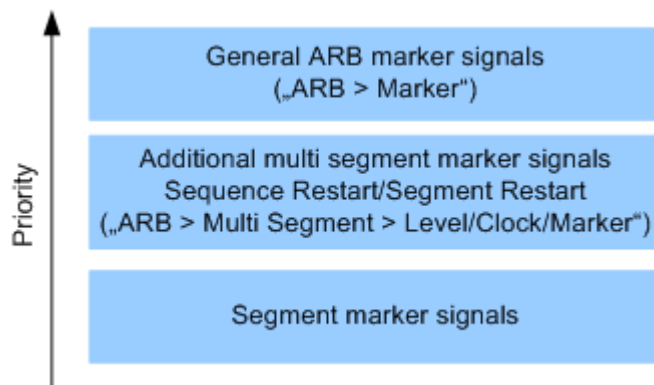 General ARB marker signals
(„ARB > Marker“)
Additional multi segment marker signals
Sequence Restart/Segment Restart
(„ARB > Multi Segment > Level/Clock/Marker“)
Segment marker signals
Priority